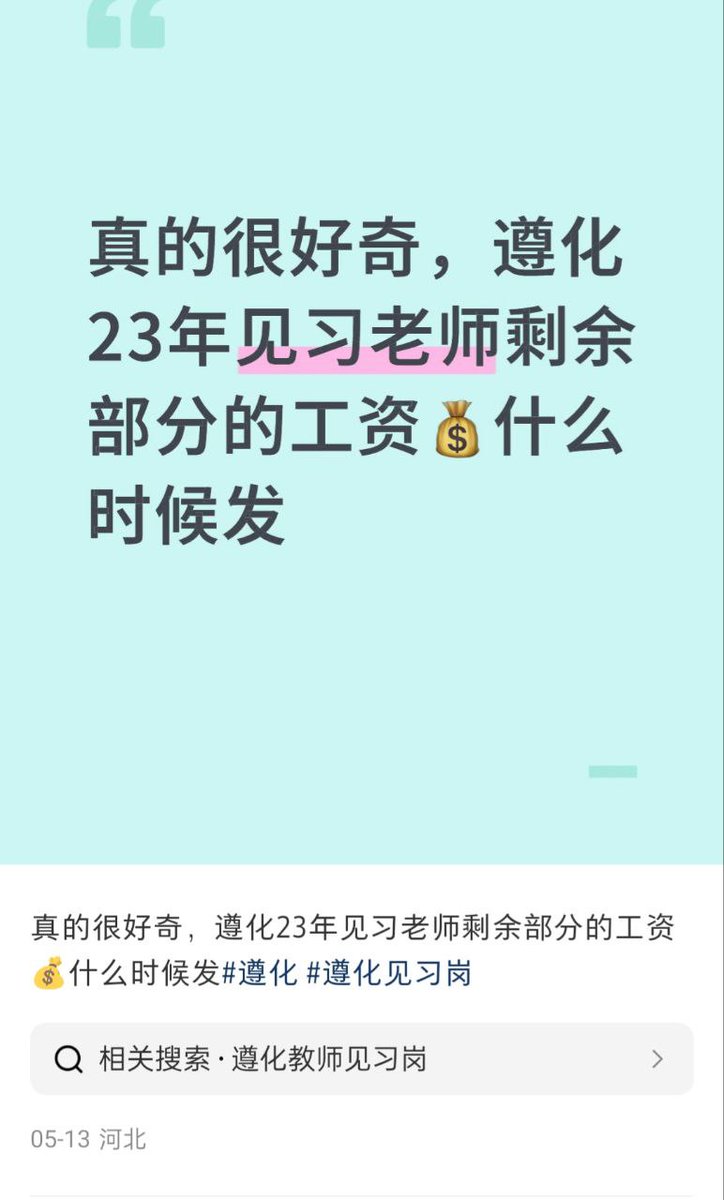 真的很好奇，遵化
23年见习老师剩余
部分的工资💰什么
时候发
真的很好奇，遵化23年见习老师剩余部分的工资
💰什么时候发#遵化 #遵化见习岗
相关搜索·遵化教师见习岗
05-13 河北